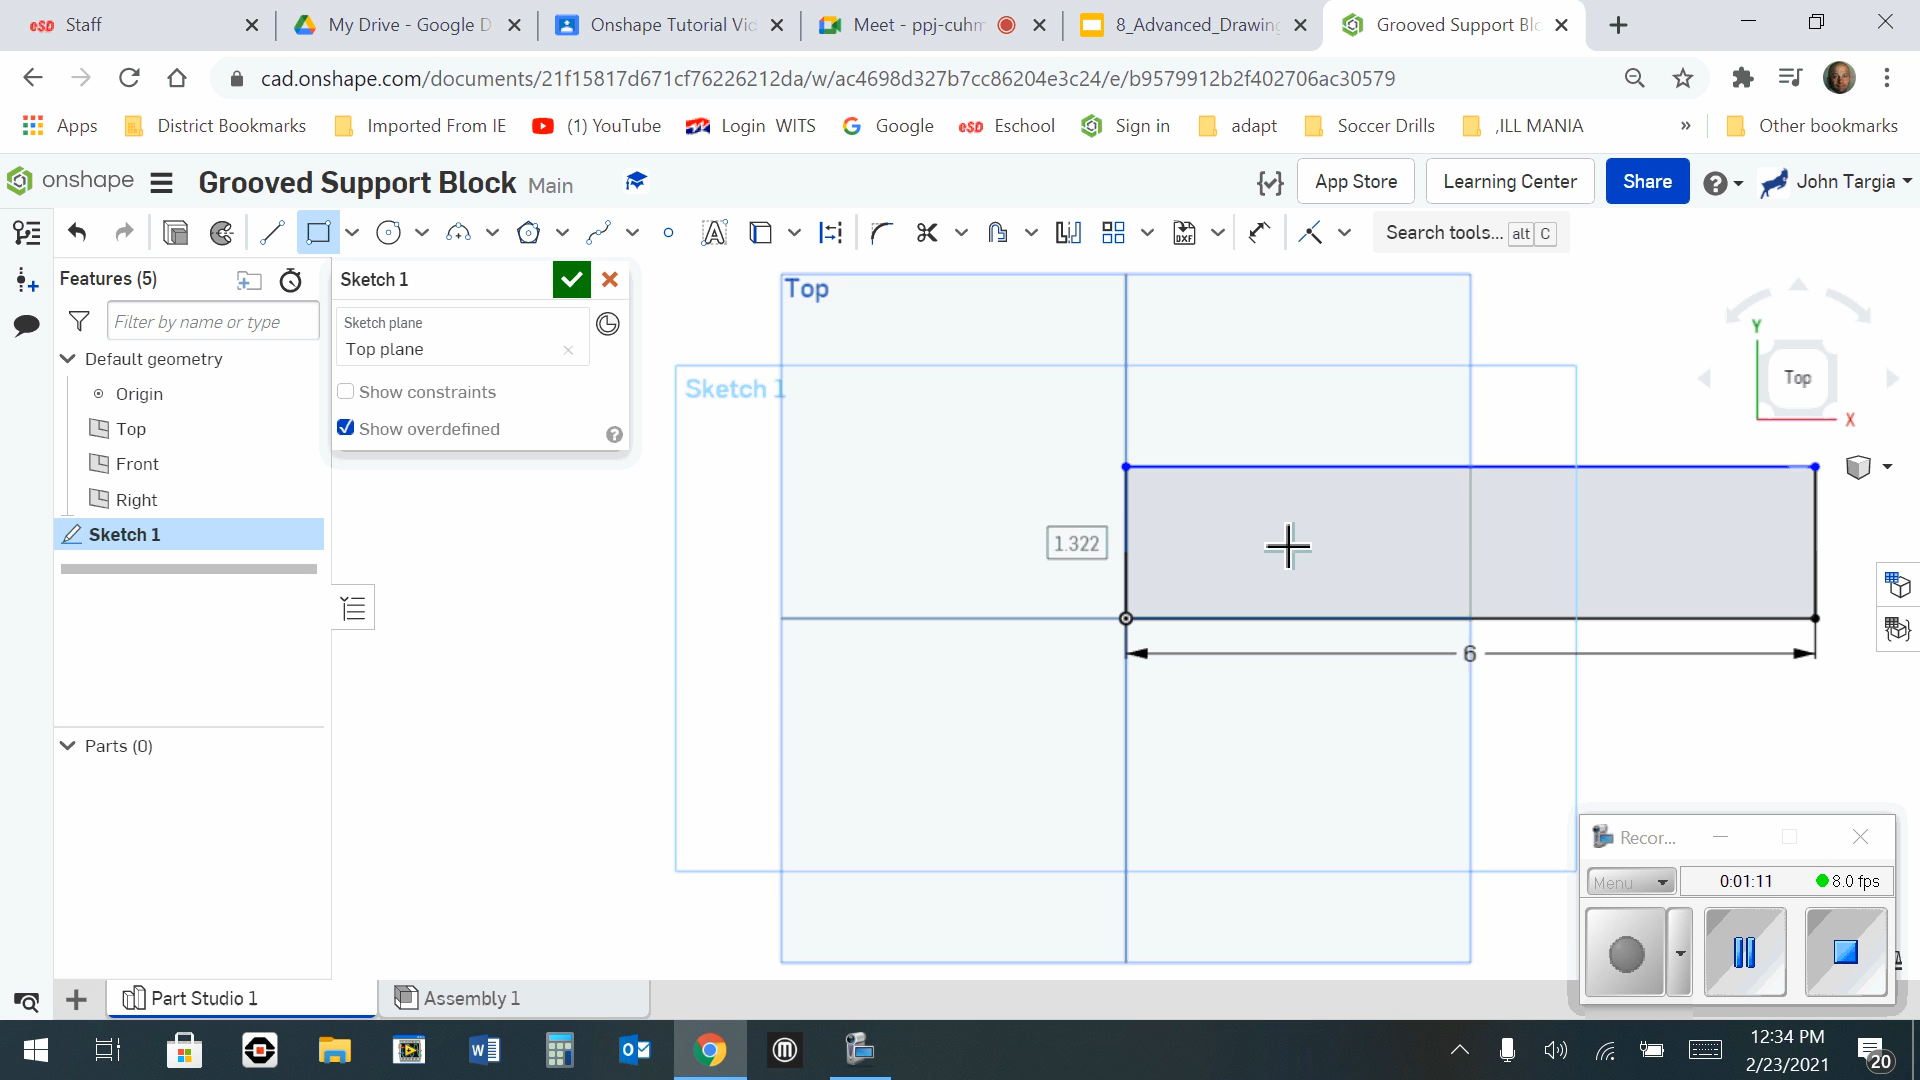 esD Staff
My Drive - Google D
Onshape Tutorial Vid
Meet - ppj-cuhm
8_Advanced_Drawing
Grooved Support Blo
cad.onshape.com/documents/21f15817d671cf76226212da/w/ac4698d327b7cc86204e3c24/e/b9579912b2f402706ac30579
Apps
District Bookmarks
Imported From IE
(1) YouTube
Login WITS
Google
esD Eschool
Sign in
adapt
Soccer Drills
,ILL MANIA
»
Other bookmarks
onshape
Grooved Support Block Main
App Store
Learning Center
Share
John Targia
Search tools... alt C
Features (5)
Filter by name or type
Default geometry
Origin
Top
Front
Right
Sketch 1
Parts (0)
Sketch 1
Sketch plane
Top plane
Show constraints
Show overdefined
Top
Sketch 1
1.322
6
Y
Top
X
Recor...
Menu
0:01:11
8.0 fps
Part Studio 1
Assembly 1
12:34 PM
2/23/2021
20